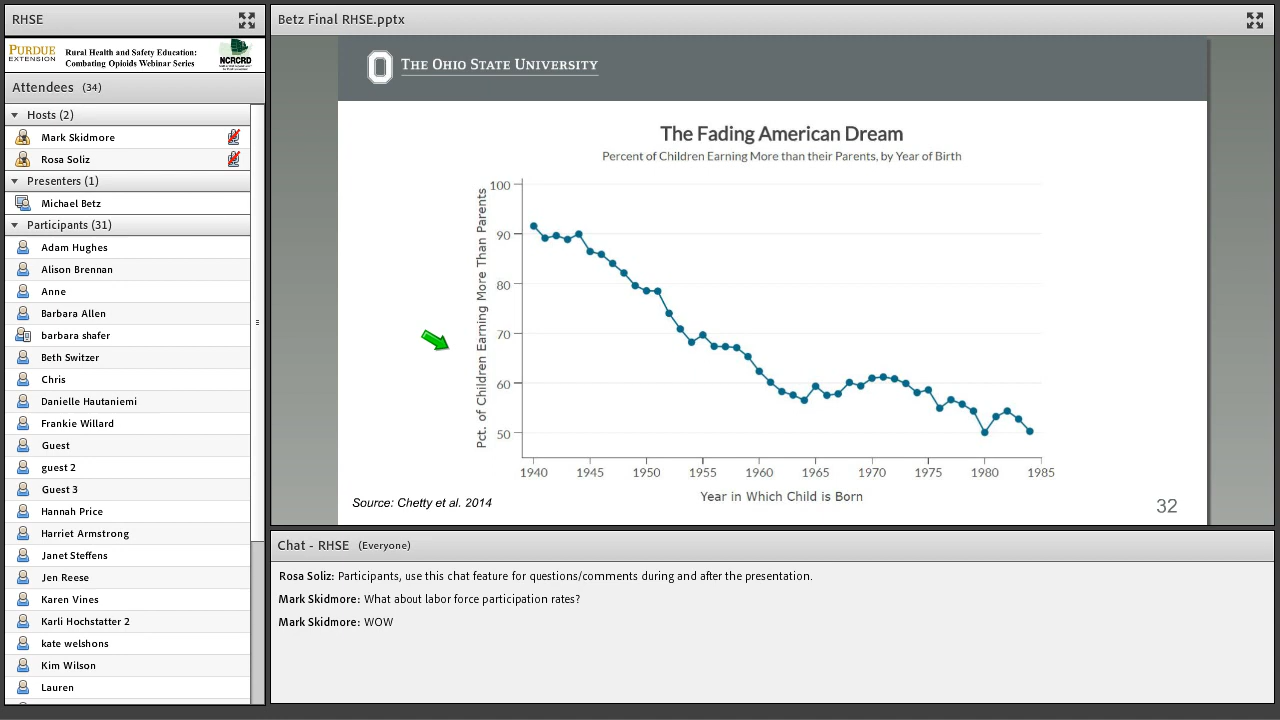 RHSE
PURDUE
EXTENSION
Rural Health and Safety Education:
Combating Opioids Webinar Series
NCRCRD
Attendees (34)
Hosts (2)
Mark Skidmore
Rosa Soliz
Presenters (1)
Michael Betz
Participants (31)
Adam Hughes
Alison Brennan
Anne
Barbara Allen
barbara shafer
Beth Switzer
Chris
Danielle Hautaniemi
Frankie Willard
Guest
guest 2
Guest 3
Hannah Price
Harriet Armstrong
Janet Steffens
Jen Reese
Karen Vines
Karli Hochstatter 2
kate welshons
Kim Wilson
Lauren
Betz Final RHSE.pptx
THE OHIO STATE UNIVERSITY
The Fading American Dream
Percent of Children Earning More than their Parents, by Year of Birth
Pct. of Children Earning More Than Parents
100
90
80
70
60
50
1940 1945 1950 1955 1960 1965 1970 1975 1980 1985
Year in Which Child is Born
Source: Chetty et al. 2014
32
Chat - RHSE (Everyone)
Rosa Soliz: Participants, use this chat feature for questions/comments during and after the presentation.
Mark Skidmore: What about labor force participation rates?
Mark Skidmore: WOW